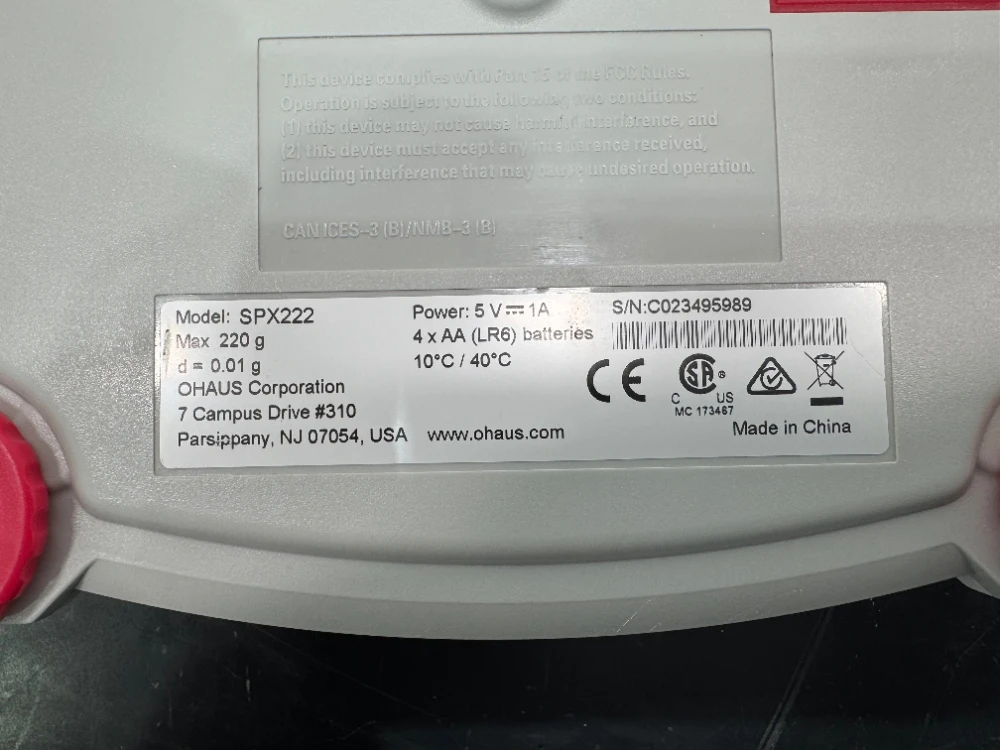 This device complies with Part 15 of the FCC Rules.
Operation is subject to the following two conditions:
(1) this device may not cause harmful interference, and
(2) this device must accept any interference received,
including interference that may cause undesired operation.
CAN ICES-3 (B)/NMB-3 (B)
Model: SPX222
Max 220 g
d = 0.01 g
OHAUS Corporation
7 Campus Drive #310
Parsippany, NJ 07054, USA
www.ohaus.com
Power: 5 V⎓1A
4 x AA (LR6) batteries
10°C / 40°C
S/N:C023495989
CE
SA ®
C US
MC 173467
Made in China